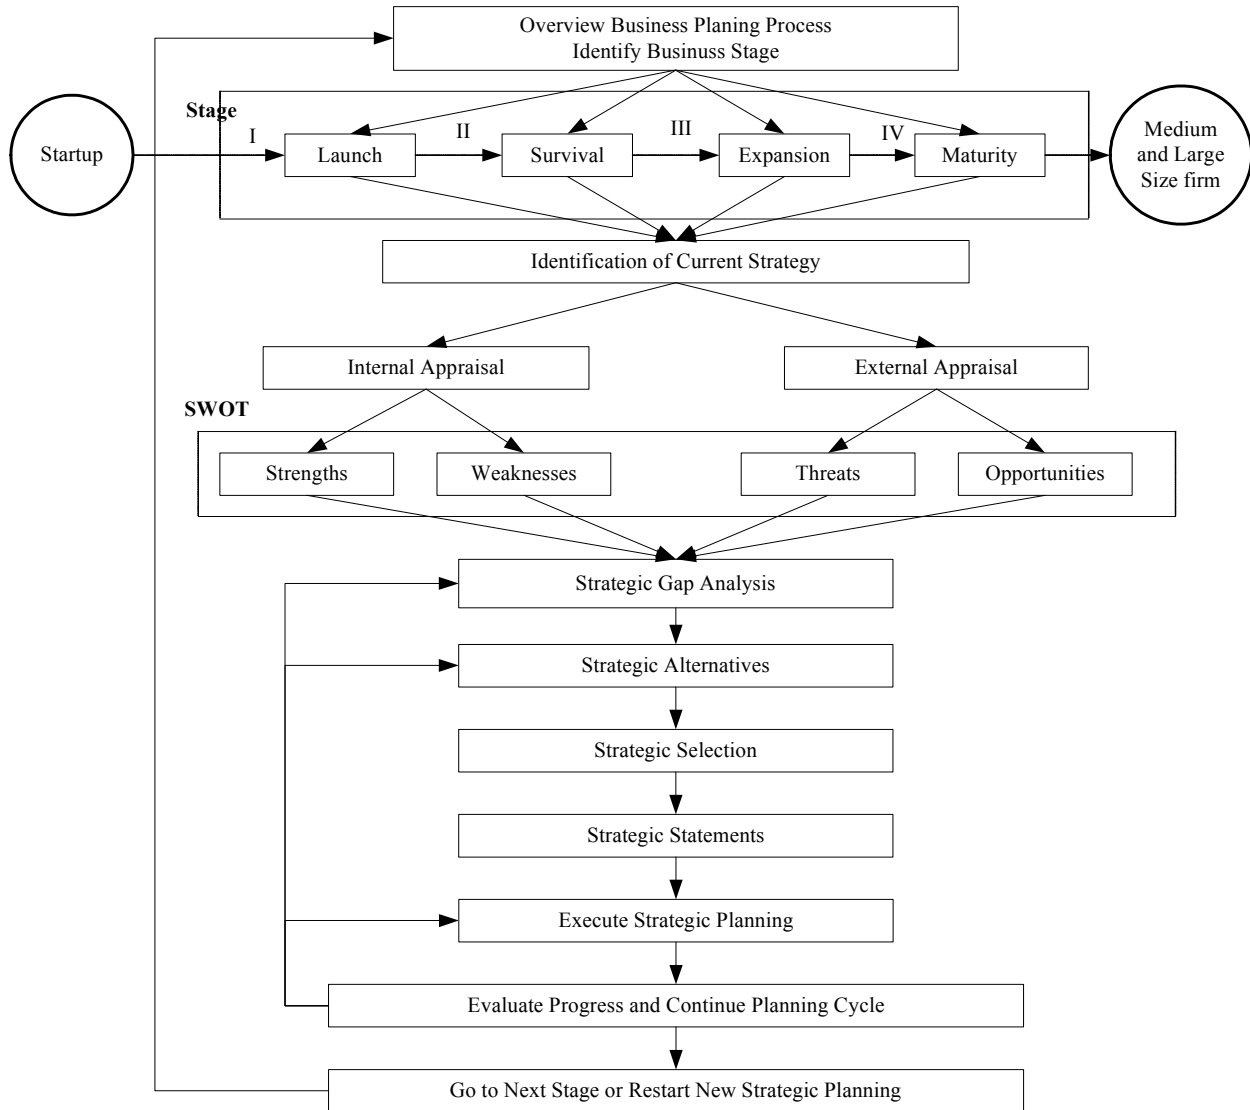 Overview Business Planing Process
Identify Businuss Stage
Stage
I
II
III
IV
Startup
Launch
Survival
Expansion
Maturity
Medium
and Large
Size firm
Identification of Current Strategy
Internal Appraisal
External Appraisal
SWOT
Strengths
Weaknesses
Threats
Opportunities
Strategic Gap Analysis
Strategic Alternatives
Strategic Selection
Strategic Statements
Execute Strategic Planning
Evaluate Progress and Continue Planning Cycle
Go to Next Stage or Restart New Strategic Planning